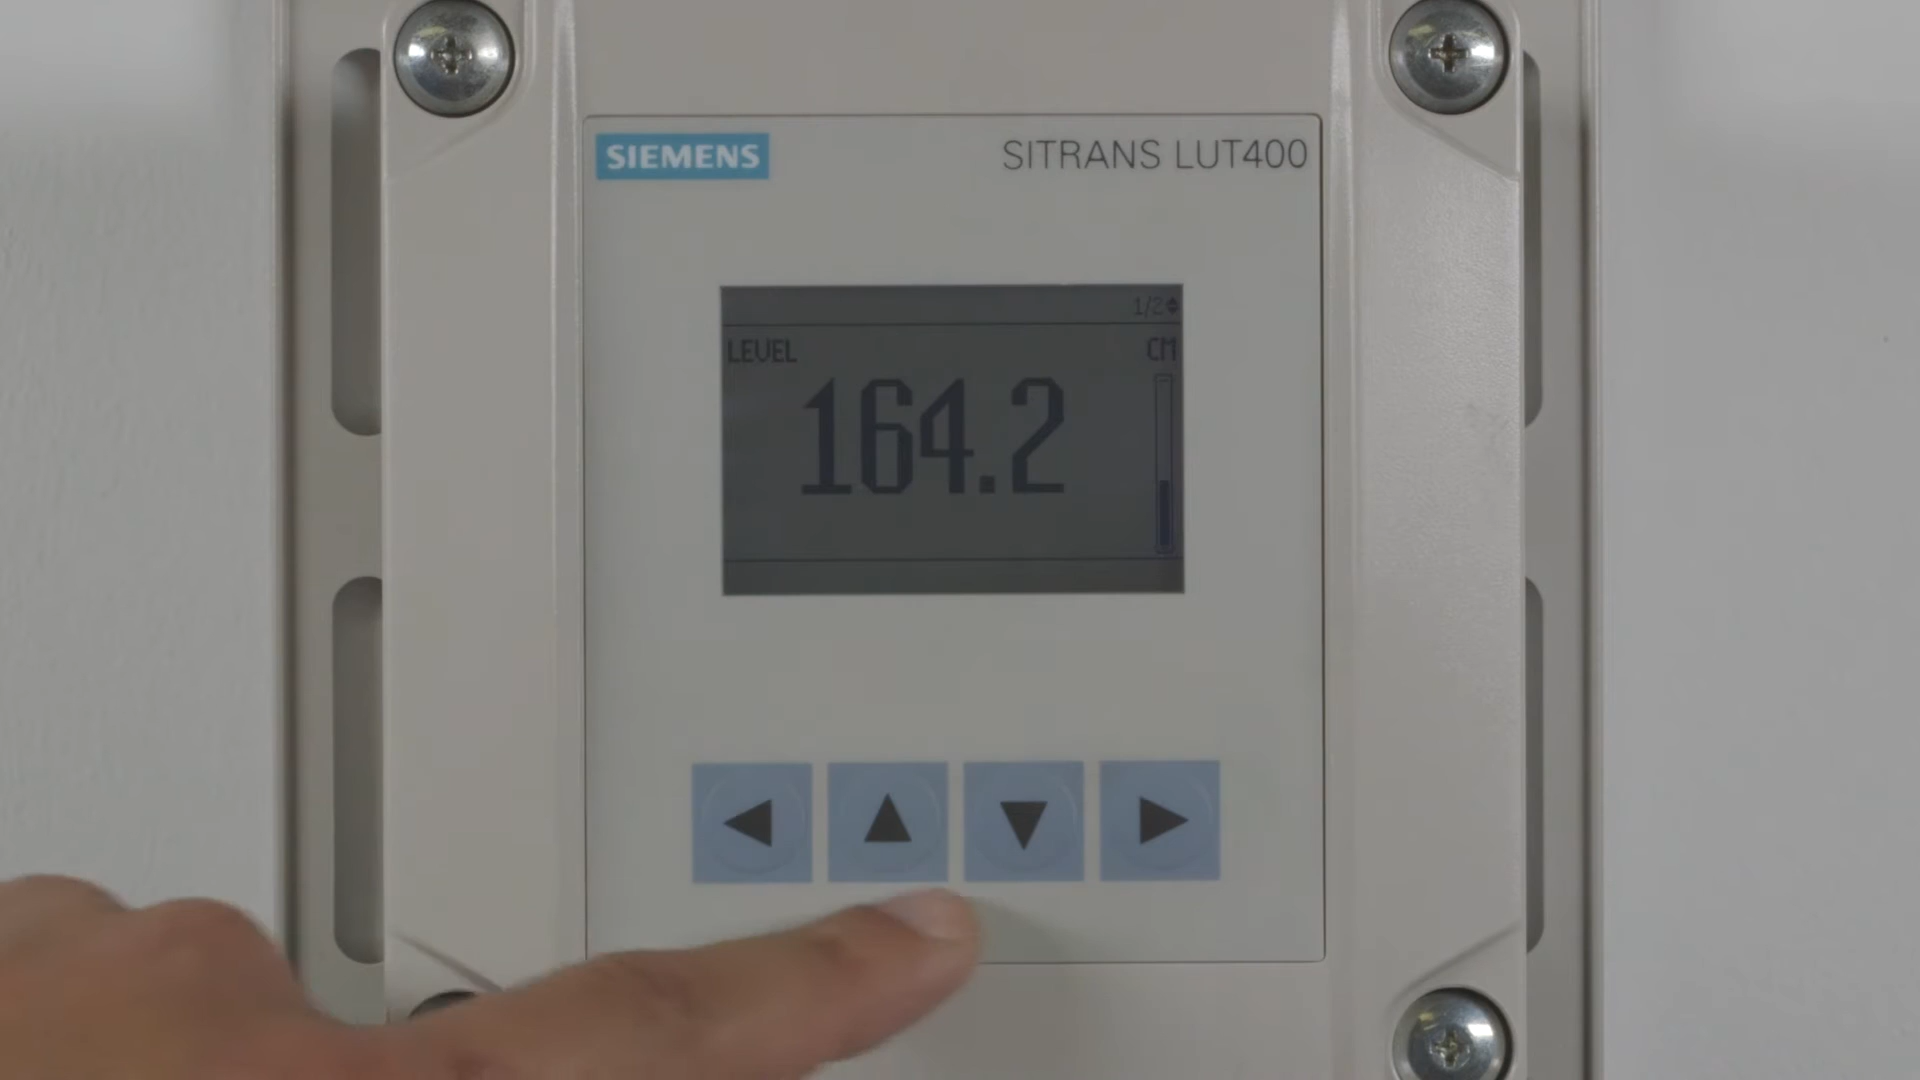 SIEMENS
SITRANS LUT400
1/2
LEVEL
CM
164.2